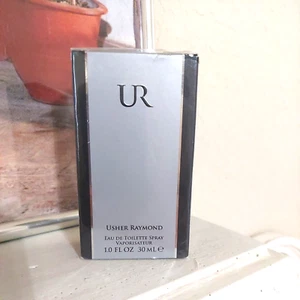 UR
USHER RAYMOND
EAU DE TOILETTE SPRAY
VAPORISATEUR
1.0 FL OZ 30 ML ℮